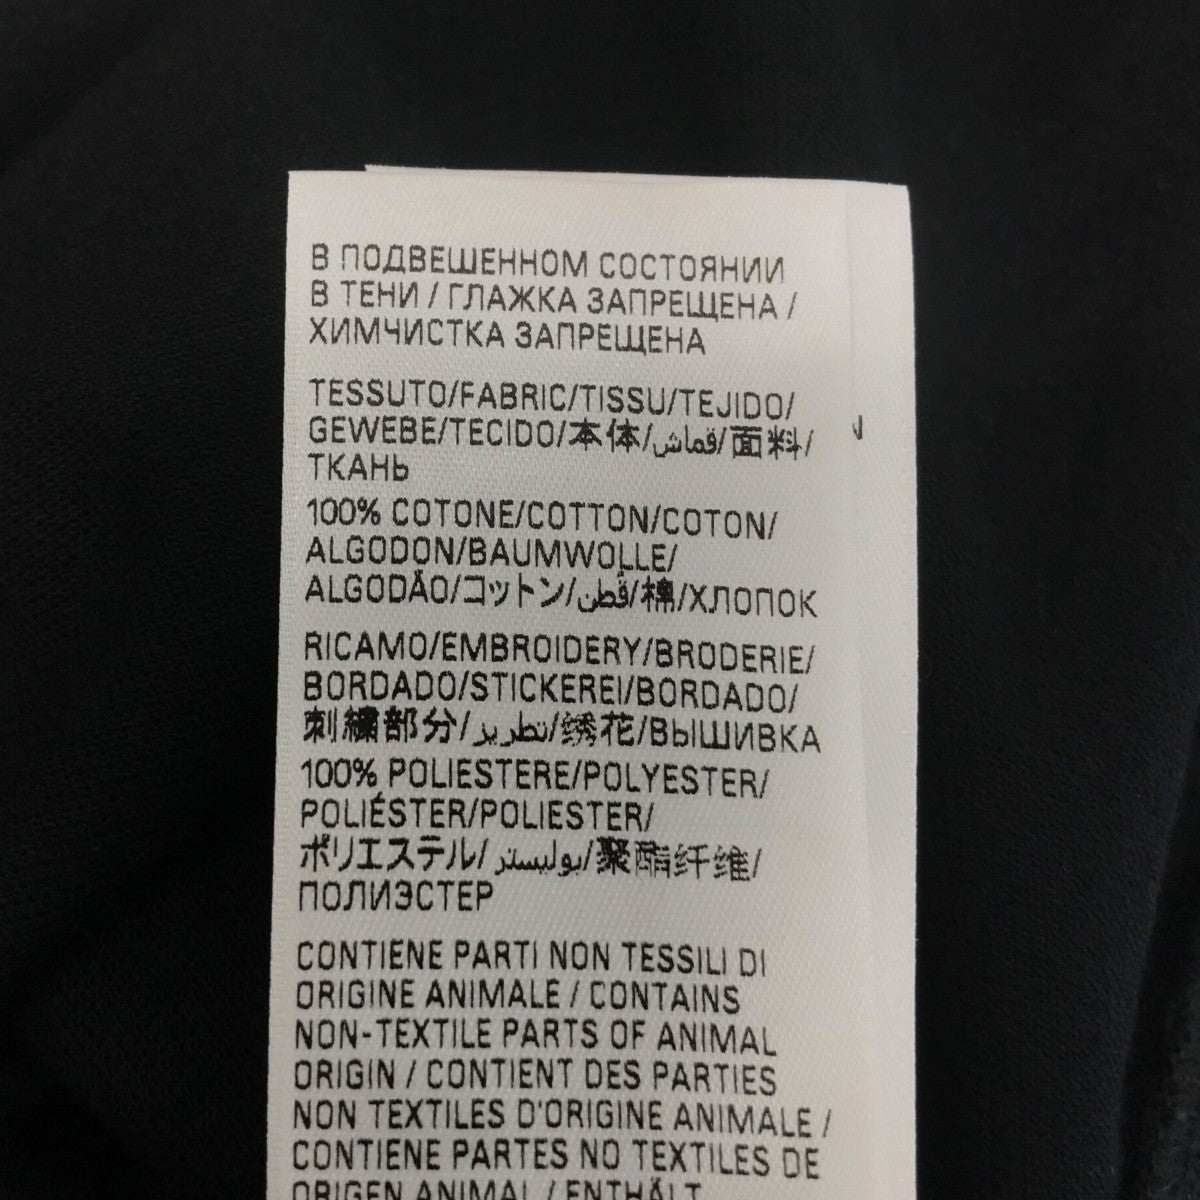 В ПОДВЕШЕННОМ СОСТОЯНИИ
В ТЕНИ / ГЛАЖКА ЗАПРЕЩЕНА /
ХИМЧИСТКА ЗАПРЕЩЕНА
TESSUTO/FABRIC/TISSU/TEJIDO/
GEWEBE/TECIDO/本体/قماش/面料/
ТКАНЬ
100% COTONE/COTTON/COTON/
ALGODON/BAUMWOLLE/
ALGODÃO/コットン/قُطن/棉/ХЛОПОК
RICAMO/EMBROIDERY/BRODERIE/
BORDADO/STICKEREI/BORDADO/
刺繍部分/تطريز/绣花/ВЫШИВКА
100% POLIESTERE/POLYESTER/
POLIÉSTER/POLIESTER/
ポリエステル/بوليستر/聚酯纤维/
ПОЛИЭСТЕР
CONTIENE PARTI NON TESSILI DI
ORIGINE ANIMALE / CONTAINS
NON-TEXTILE PARTS OF ANIMAL
ORIGIN / CONTIENT DES PARTIES
NON TEXTILES D'ORIGINE ANIMALE /
CONTIENE PARTES NO TEXTILES DE
ORIGEN ANIMAL / ENTHÄLT